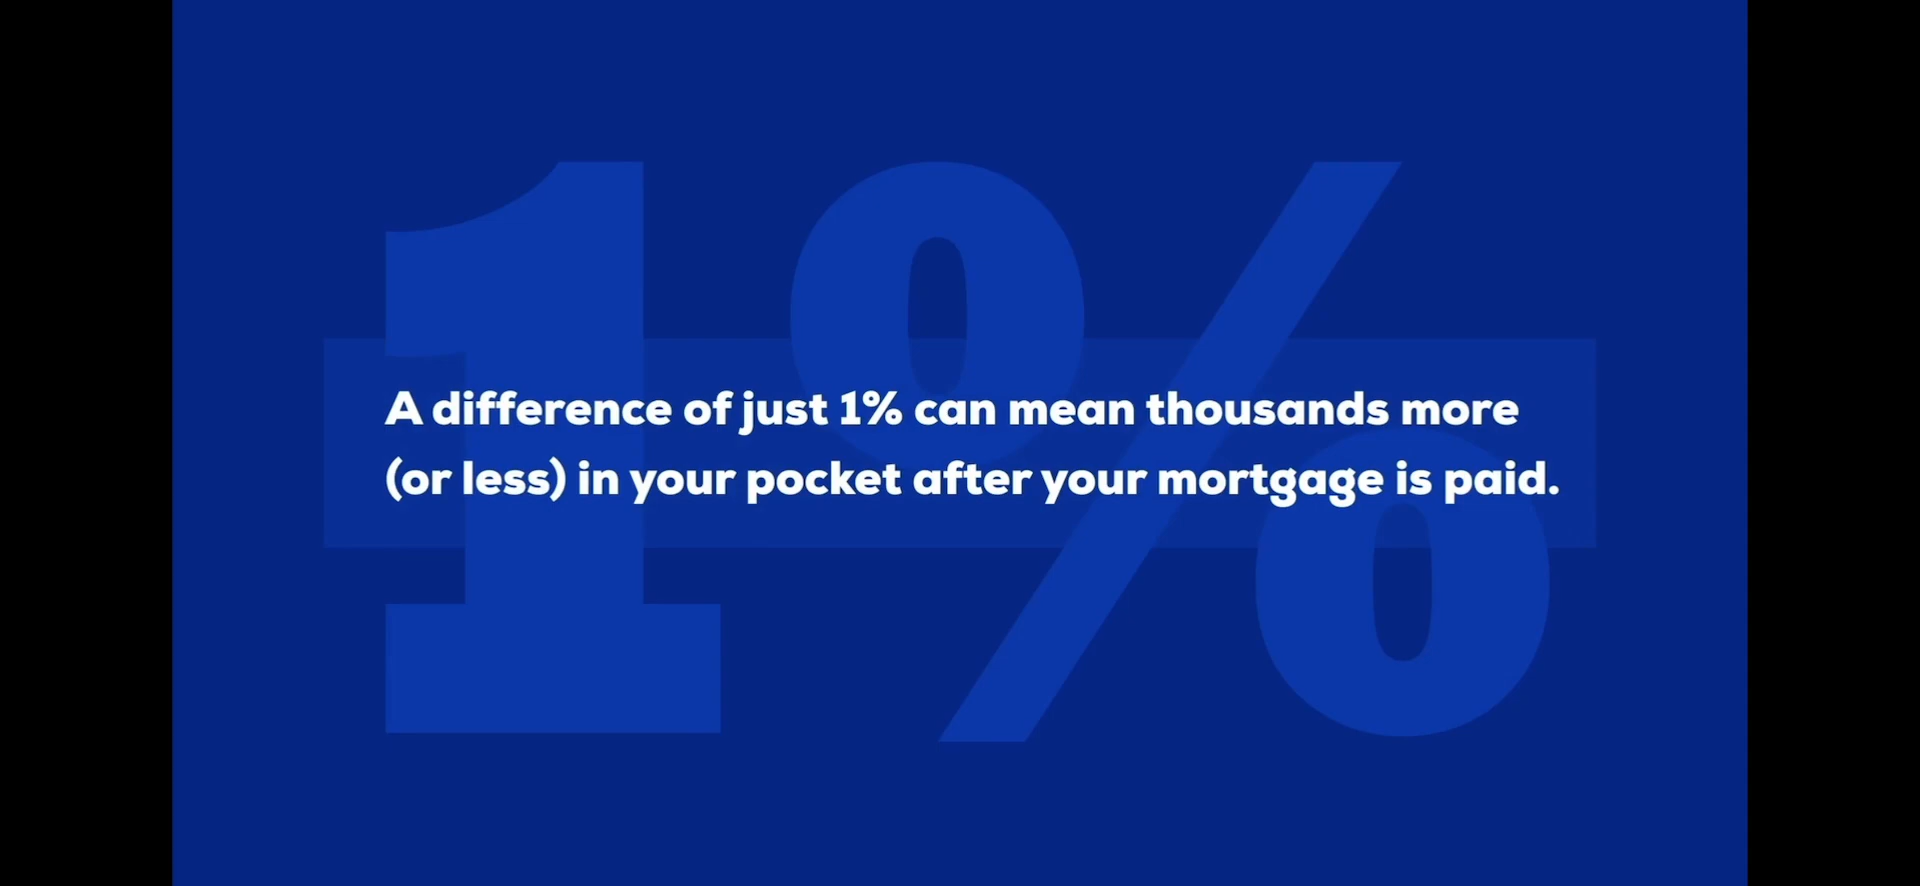 1%
A difference of just 1% can mean thousands more
(or less) in your pocket after your mortgage is paid.